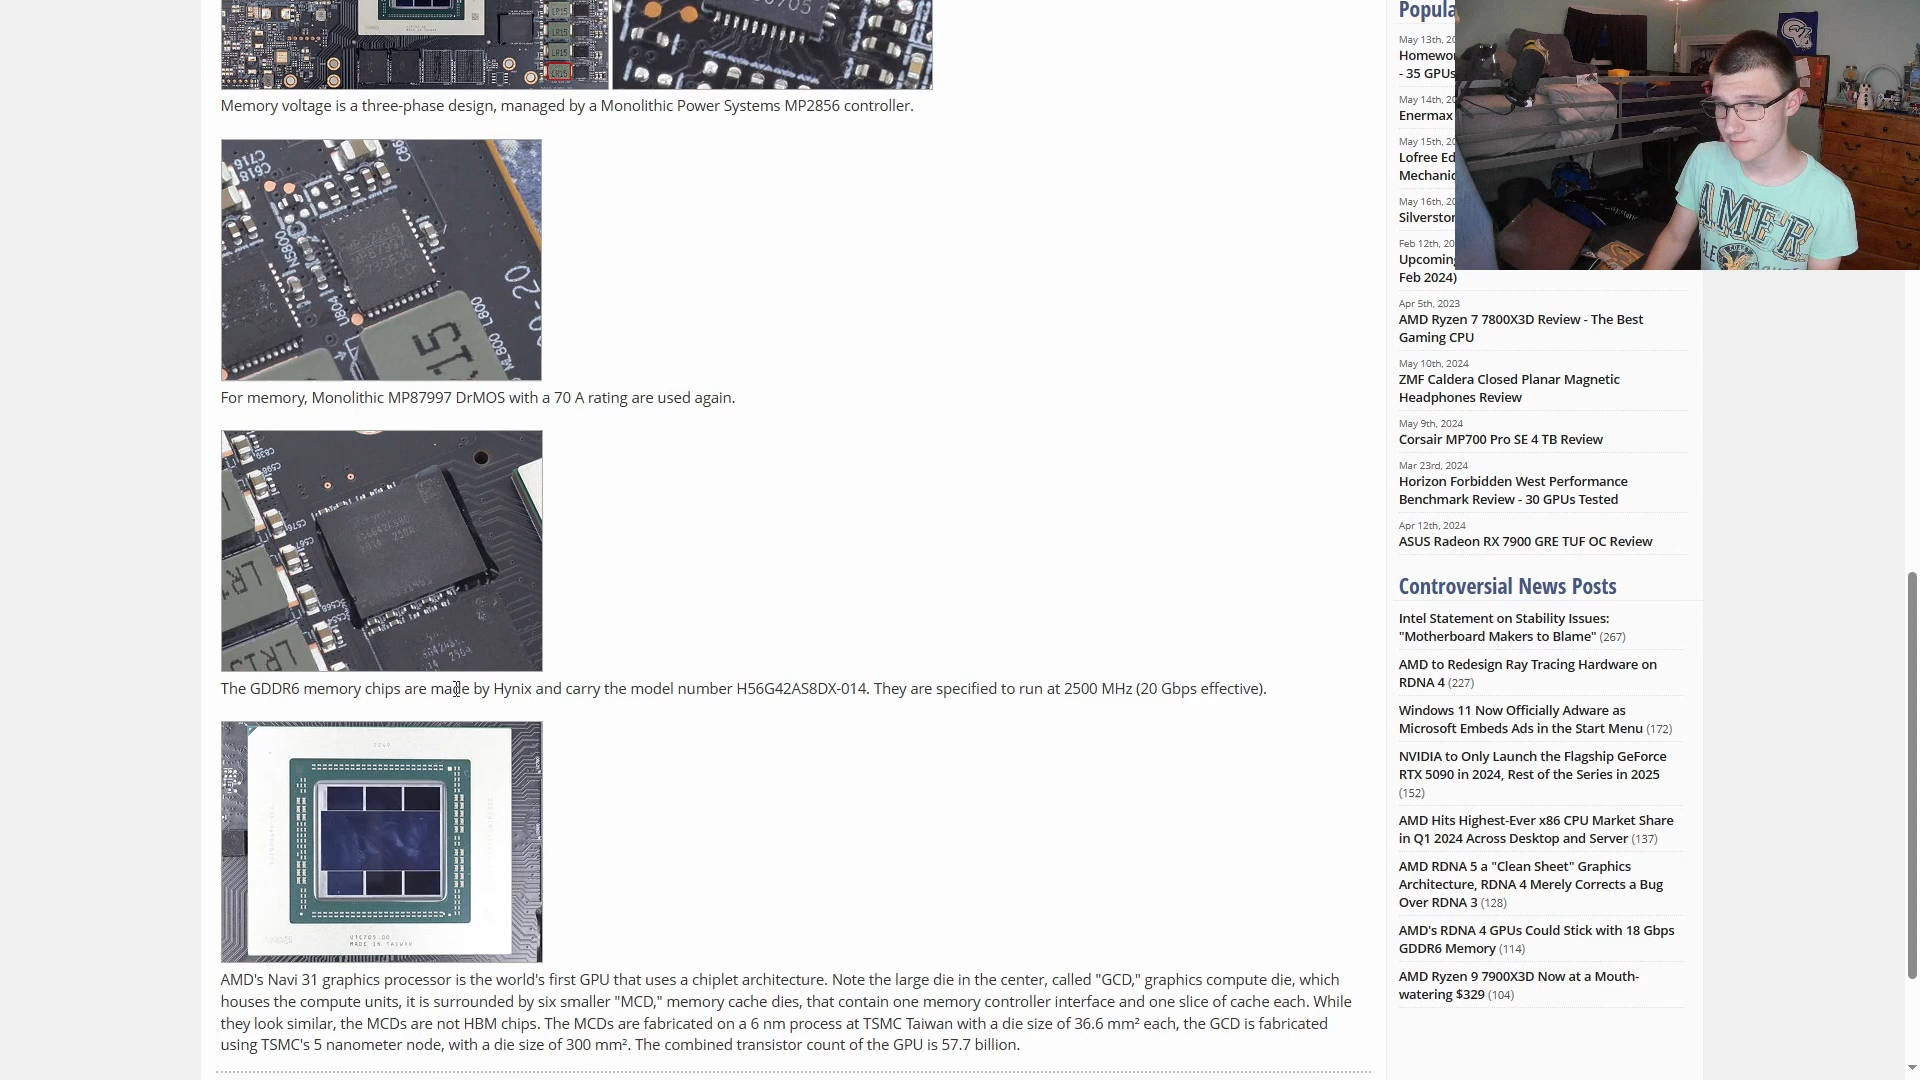 Memory voltage is a three-phase design, managed by a Monolithic Power Systems MP2856 controller.
For memory, Monolithic MP87997 DrMOS with a 70 A rating are used again.
The GDDR6 memory chips are made by Hynix and carry the model number H56G42AS8DX-014. They are specified to run at 2500 MHz (20 Gbps effective).
AMD's Navi 31 graphics processor is the world's first GPU that uses a chiplet architecture. Note the large die in the center, called "GCD," graphics compute die, which
houses the compute units, it is surrounded by six smaller "MCD," memory cache dies, that contain one memory controller interface and one slice of cache each. While
they look similar, the MCDs are not HBM chips. The MCDs are fabricated on a 6 nm process at TSMC Taiwan with a die size of 36.6 mm² each, the GCD is fabricated
using TSMC's 5 nanometer node, with a die size of 300 mm². The combined transistor count of the GPU is 57.7 billion.
Popula
May 13th, 20
Homewor
- 35 GPUs
May 14th, 20
Enermax
May 15th, 20
Lofree Ed
Mechanic
May 16th, 20
Silverstor
Feb 12th, 20
Upcoming
Feb 2024)
Apr 5th, 2023
AMD Ryzen 7 7800X3D Review - The Best
Gaming CPU
May 10th, 2024
ZMF Caldera Closed Planar Magnetic
Headphones Review
May 9th, 2024
Corsair MP700 Pro SE 4 TB Review
Mar 23rd, 2024
Horizon Forbidden West Performance
Benchmark Review - 30 GPUs Tested
Apr 12th, 2024
ASUS Radeon RX 7900 GRE TUF OC Review
Controversial News Posts
Intel Statement on Stability Issues:
"Motherboard Makers to Blame" (267)
AMD to Redesign Ray Tracing Hardware on
RDNA 4 (227)
Windows 11 Now Officially Adware as
Microsoft Embeds Ads in the Start Menu (172)
NVIDIA to Only Launch the Flagship GeForce
RTX 5090 in 2024, Rest of the Series in 2025
(152)
AMD Hits Highest-Ever x86 CPU Market Share
in Q1 2024 Across Desktop and Server (137)
AMD RDNA 5 a "Clean Sheet" Graphics
Architecture, RDNA 4 Merely Corrects a Bug
Over RDNA 3 (128)
AMD's RDNA 4 GPUs Could Stick with 18 Gbps
GDDR6 Memory (114)
AMD Ryzen 9 7900X3D Now at a Mouth-
watering $329 (104)
LR15
LR15
LR15
C716
C618
N5800
U804
L800
LR15
MADE IN TAIWAN
AMER